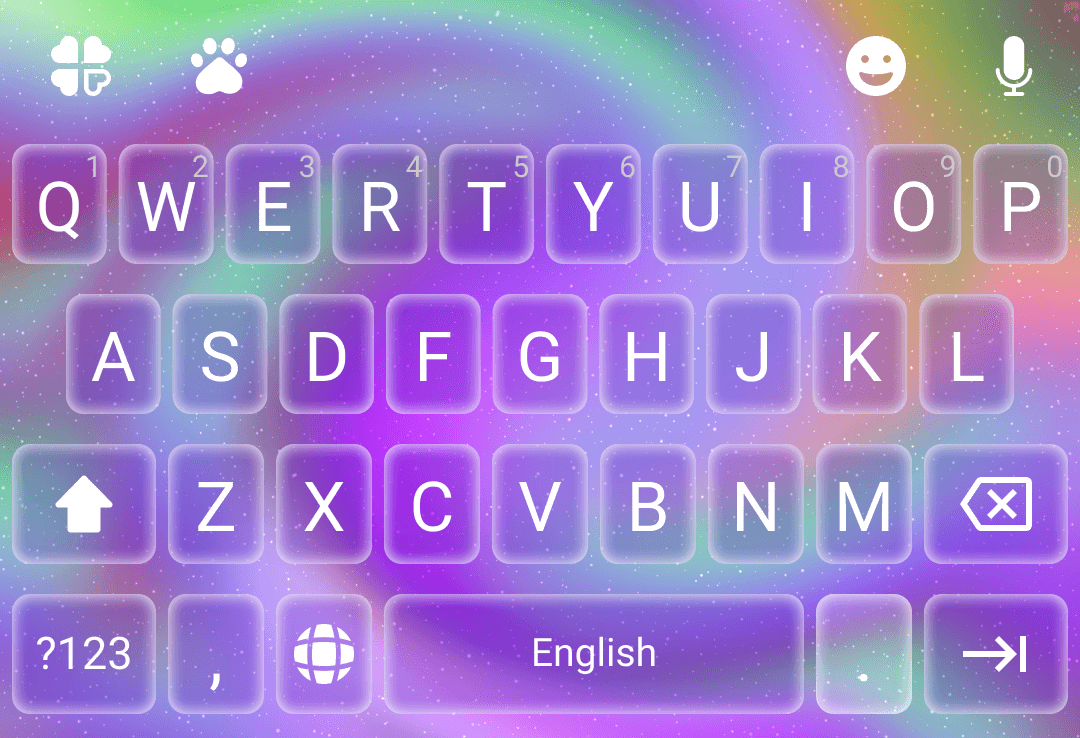 1 2 3 4 5 6 7 8 9 0
Q W E R T Y U I O P
A S D F G H J K L
Z X C V B N M
?123 , English .